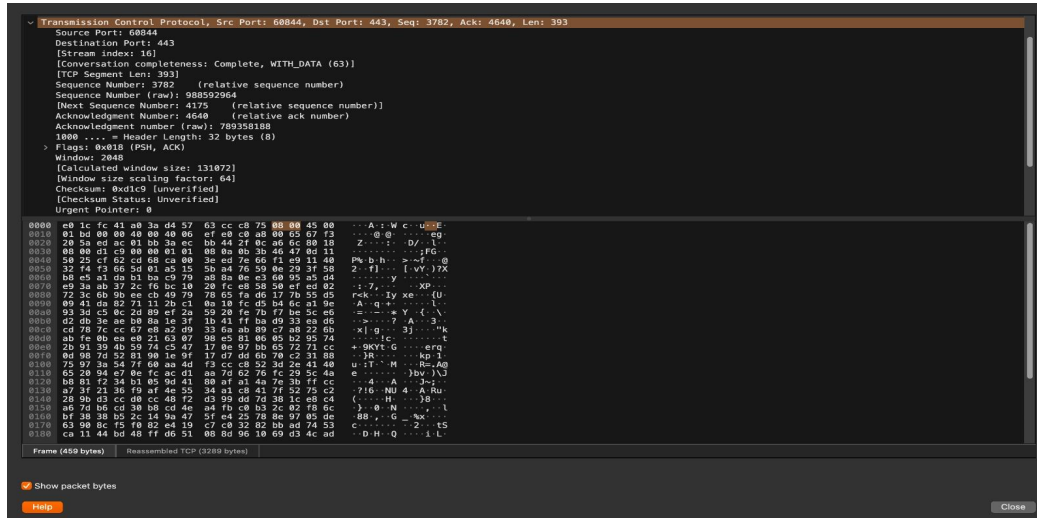 Transmission Control Protocol, Src Port: 60844, Dst Port: 443, Seq: 3782, Ack: 4640, Len: 393
Source Port: 60844
Destination Port: 443
[Stream index: 16]
[Conversation completeness: Complete, WITH_DATA (63)]
[TCP Segment Len: 393]
Sequence Number: 3782 (relative sequence number)
Sequence Number (raw): 988592964
[Next Sequence Number: 4175 (relative sequence number)]
Acknowledgment Number: 4640 (relative ack number)
Acknowledgment number (raw): 789358188
1000 .... = Header Length: 32 bytes (8)
Flags: 0x018 (PSH, ACK)
Window: 2048
[Calculated window size: 131072]
[Window size scaling factor: 64]
Checksum: 0xd1c9 [unverified]
[Checksum Status: Unverified]
Urgent Pointer: 0
0000 e0 1c fc 41 a0 3a d4 57 63 cc c8 75 08 00 45 00
0010 01 bd 00 00 40 00 40 06 ef e0 c0 a8 00 65 67 f3
0020 20 5a ed ac 01 bb 3a ec bb 44 2f 0c a6 6c 80 18
0030 08 00 d1 c9 00 00 01 01 08 0a 0b 3b 46 47 0d 11
0040 50 25 cf 62 cd 68 ca 00 3e ed 7e 66 f1 e9 11 40
0050 32 f4 f3 66 5d 01 a5 15 5b a4 76 59 0e 29 3f 58
0060 b8 e5 a1 da b1 ba c9 79 a8 8a 0e e3 60 95 a5 d4
0070 e9 3a ab 37 2c f6 bc 10 20 fc e8 58 50 ef ed 02
0080 72 3c 6b 9b ee cb 49 79 78 65 fa d6 17 7b 55 d5
0090 09 41 da 82 71 11 2b c1 0a 10 fc d5 b4 6c a1 9e
00a0 93 3d c5 0c 2d 89 ef 2a 59 20 fe 7b f7 be 5c e6
00b0 d2 db 3e ae b0 8a 1e 3f 1b 41 ff ba d9 33 ea d6
00c0 cd 78 7c cc 67 e8 a2 d9 33 6a ab 89 c7 a8 22 6b
00d0 ab fe 0b ea e0 21 63 07 98 e5 81 06 05 b2 95 74
00e0 2b 91 39 4b 59 74 c5 47 17 0e 97 bb 65 72 71 cc
00f0 0d 98 7d 52 81 90 1e 9f 17 d7 dd 6b 70 c2 31 88
0100 75 97 3a 54 7f 60 aa 4d f3 cc c8 52 3d 2e 41 40
0110 65 20 94 e7 0e fc ac d1 aa 7d 62 76 fc 29 5c 4a
0120 b8 81 f2 34 b1 05 9d 41 80 af a1 4a 7e 3b ff cc
0130 a7 3f 21 36 f9 af 4e 55 34 a1 c8 41 7f 52 75 c2
0140 28 9b d3 cc d0 cc 48 f2 d3 99 dd 7d 38 1c e8 c4
0150 a6 7d b6 cd 30 b8 cd 4e a4 fb c0 b3 2c 02 f8 6c
0160 bf 38 38 b5 2c 14 9a 47 5f e4 25 78 8e 97 05 de
0170 63 90 8c f5 f0 82 e4 19 c7 c0 32 82 bb ad 74 53
0180 ca 11 44 bd 48 ff d6 51 08 8d 96 10 69 d3 4c ad
Frame (459 bytes) Reassembled TCP (3289 bytes)
Show packet bytes
Help Close